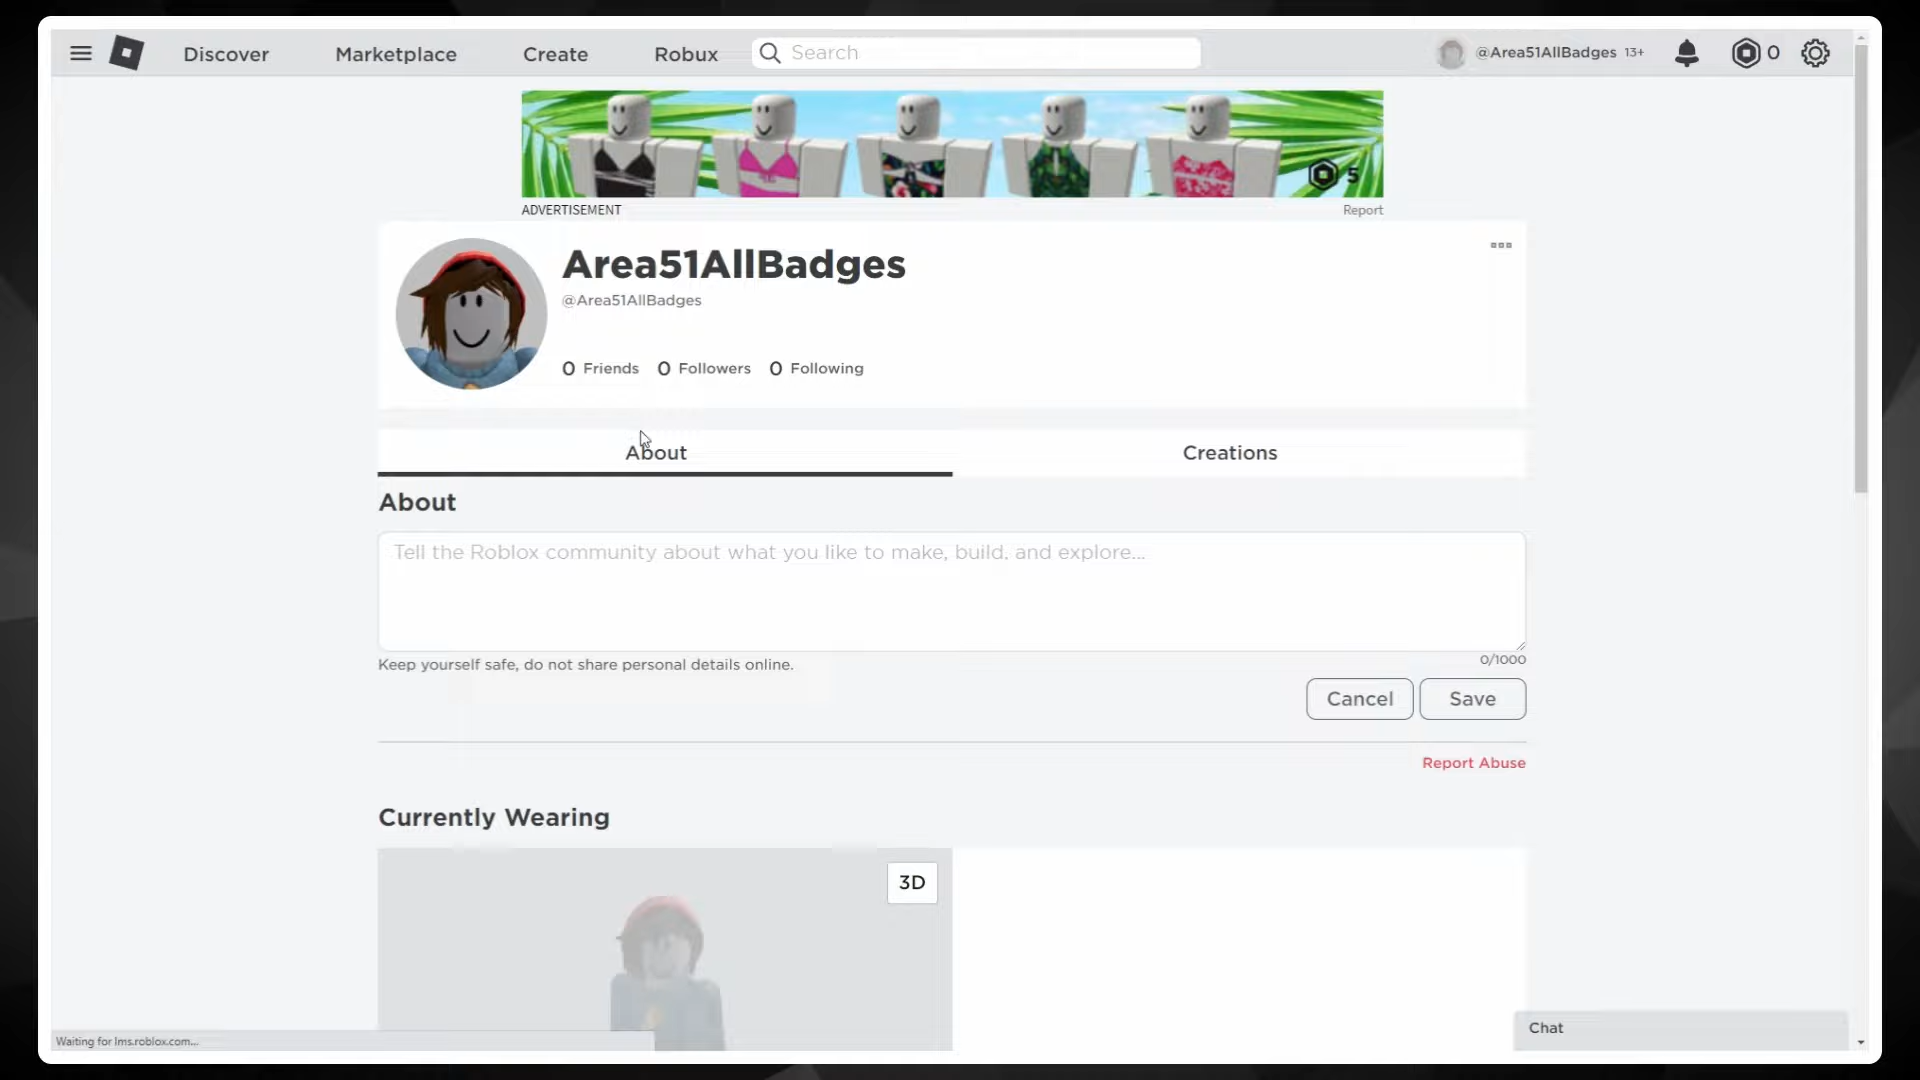 Discover Marketplace Create Robux Search @Area51AllBadges 13+ 0
5
ADVERTISEMENT Report
Area51AllBadges
@Area51AllBadges
0 Friends 0 Followers 0 Following
About Creations
About
Tell the Roblox community about what you like to make, build, and explore...
Keep yourself safe, do not share personal details online. 0/1000
Cancel Save
Report Abuse
Currently Wearing
3D
Chat
Waiting for lms.roblox.com...